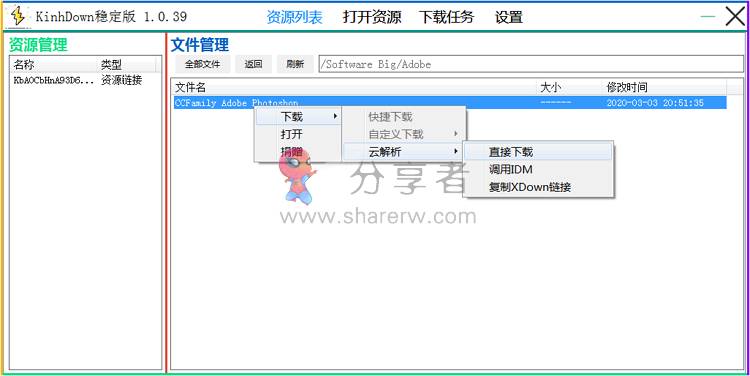 KinhDown稳定版 1.0.39 资源列表 打开资源 下载任务 设置
资源管理
名称 类型
KbAOCbHnA93D6... 资源链接
文件管理
全部文件 返回 刷新 /Software Big/Adobe
文件名 大小 修改时间
CCFamily Adobe Photoshop ------ 2020-03-03 20:51:35
下载
打开
捐赠
快捷下载
自定义下载
云解析
直接下载
调用IDM
复制XDown链接
分享者
www.sharerw.com